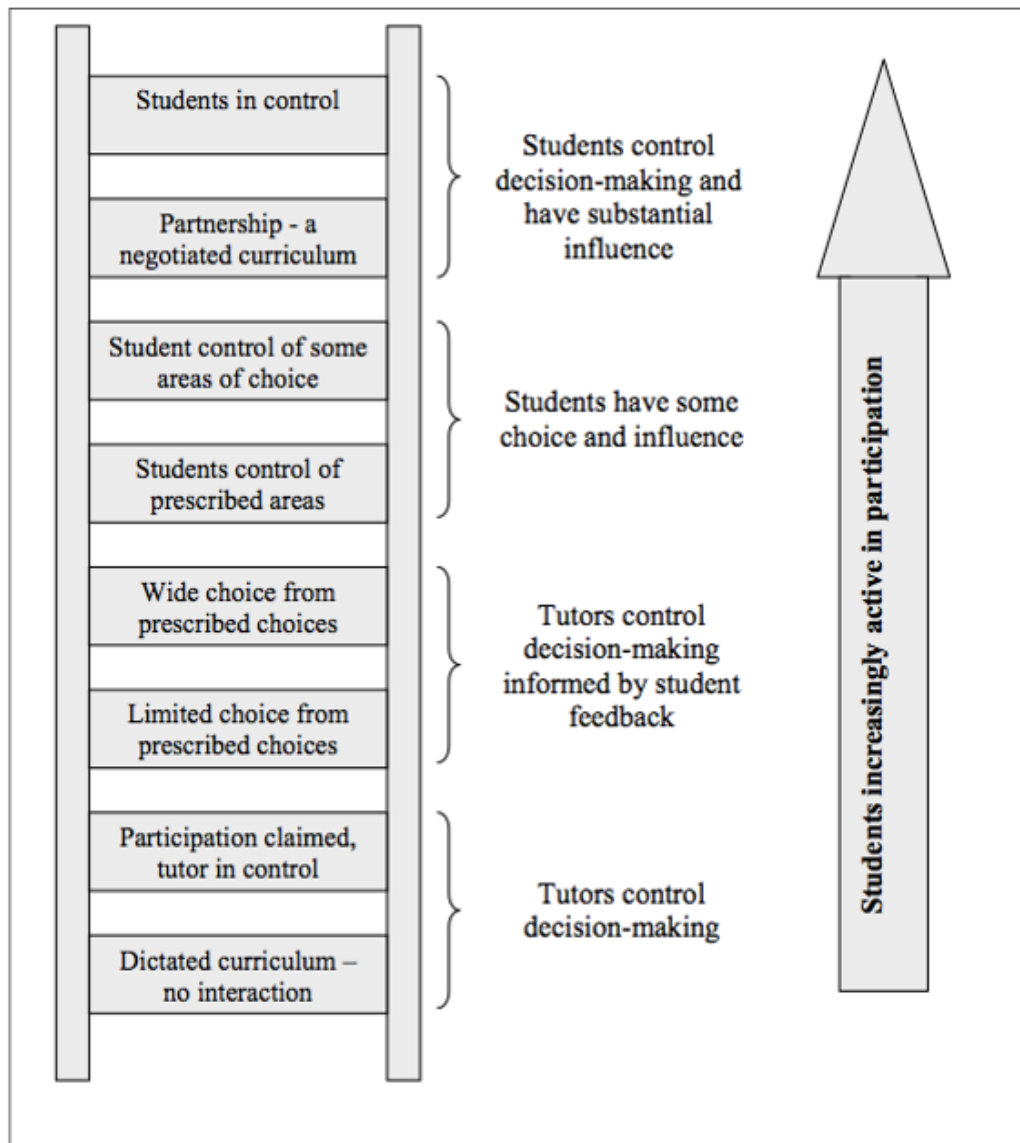 Students in control
Partnership - a
negotiated curriculum
Student control of some
areas of choice
Students control of
prescribed areas
Wide choice from
prescribed choices
Limited choice from
prescribed choices
Participation claimed,
tutor in control
Dictated curriculum –
no interaction
Students control
decision-making and
have substantial
influence
Students have some
choice and influence
Tutors control
decision-making
informed by student
feedback
Tutors control
decision-making
Students increasingly active in participation